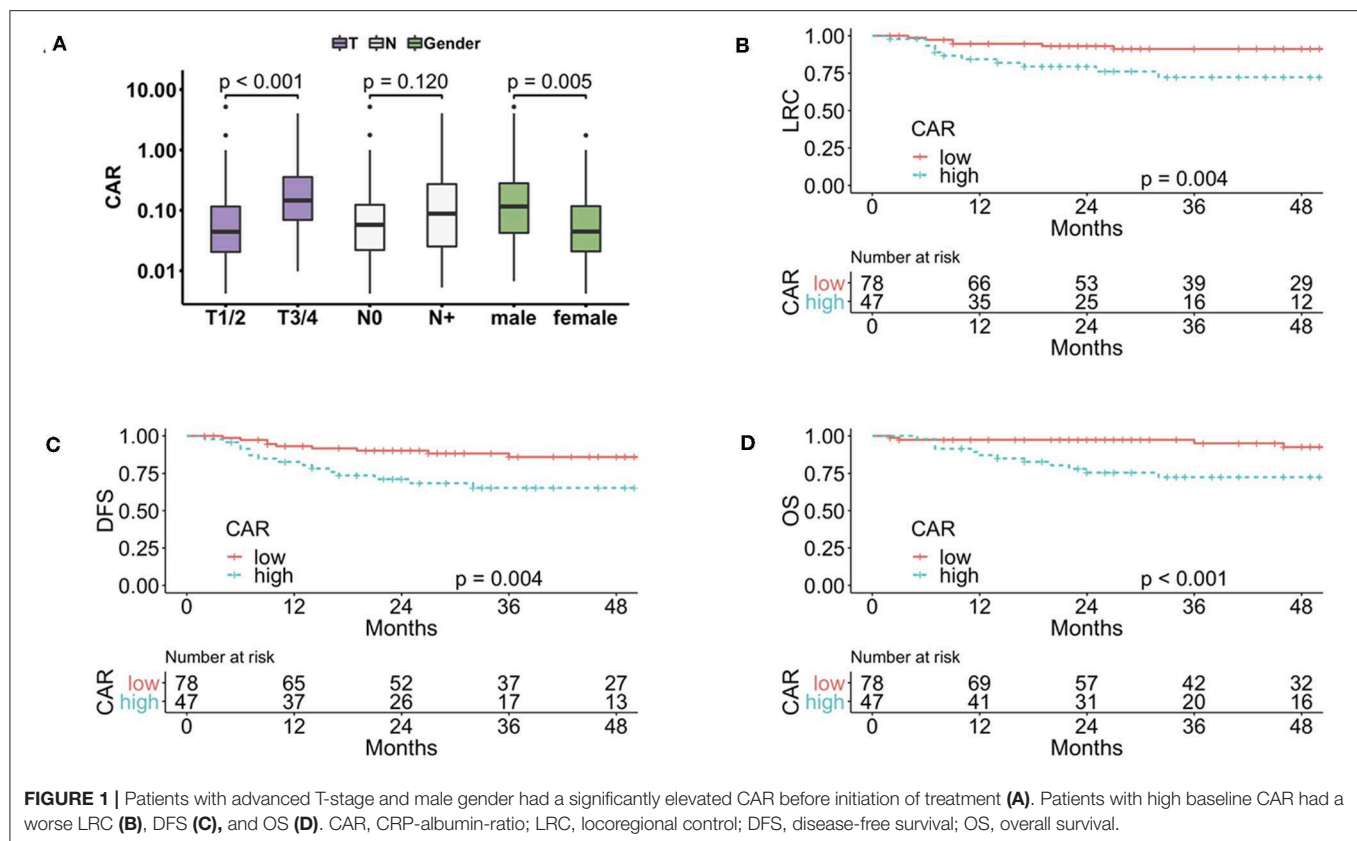 A
T N Gender
p < 0.001 p = 0.120 p = 0.005
CAR
10.00
1.00
0.10
0.01
T1/2 T3/4 N0 N+ male female
B
LRC
1.00
0.75
0.50
0.25
0.00
CAR
low
high
p = 0.004
0 12 24 36 48
Months
Number at risk
CAR
low 78 66 53 39 29
high 47 35 25 16 12
0 12 24 36 48
Months
C
DFS
1.00
0.75
0.50
0.25
0.00
CAR
low
high
p = 0.004
0 12 24 36 48
Months
Number at risk
CAR
low 78 65 52 37 27
high 47 37 26 17 13
0 12 24 36 48
Months
D
OS
1.00
0.75
0.50
0.25
0.00
CAR
low
high
p < 0.001
0 12 24 36 48
Months
Number at risk
CAR
low 78 69 57 42 32
high 47 41 31 20 16
0 12 24 36 48
Months
FIGURE 1 | Patients with advanced T-stage and male gender had a significantly elevated CAR before initiation of treatment (A). Patients with high baseline CAR had a
worse LRC (B), DFS (C), and OS (D). CAR, CRP-albumin-ratio; LRC, locoregional control; DFS, disease-free survival; OS, overall survival.